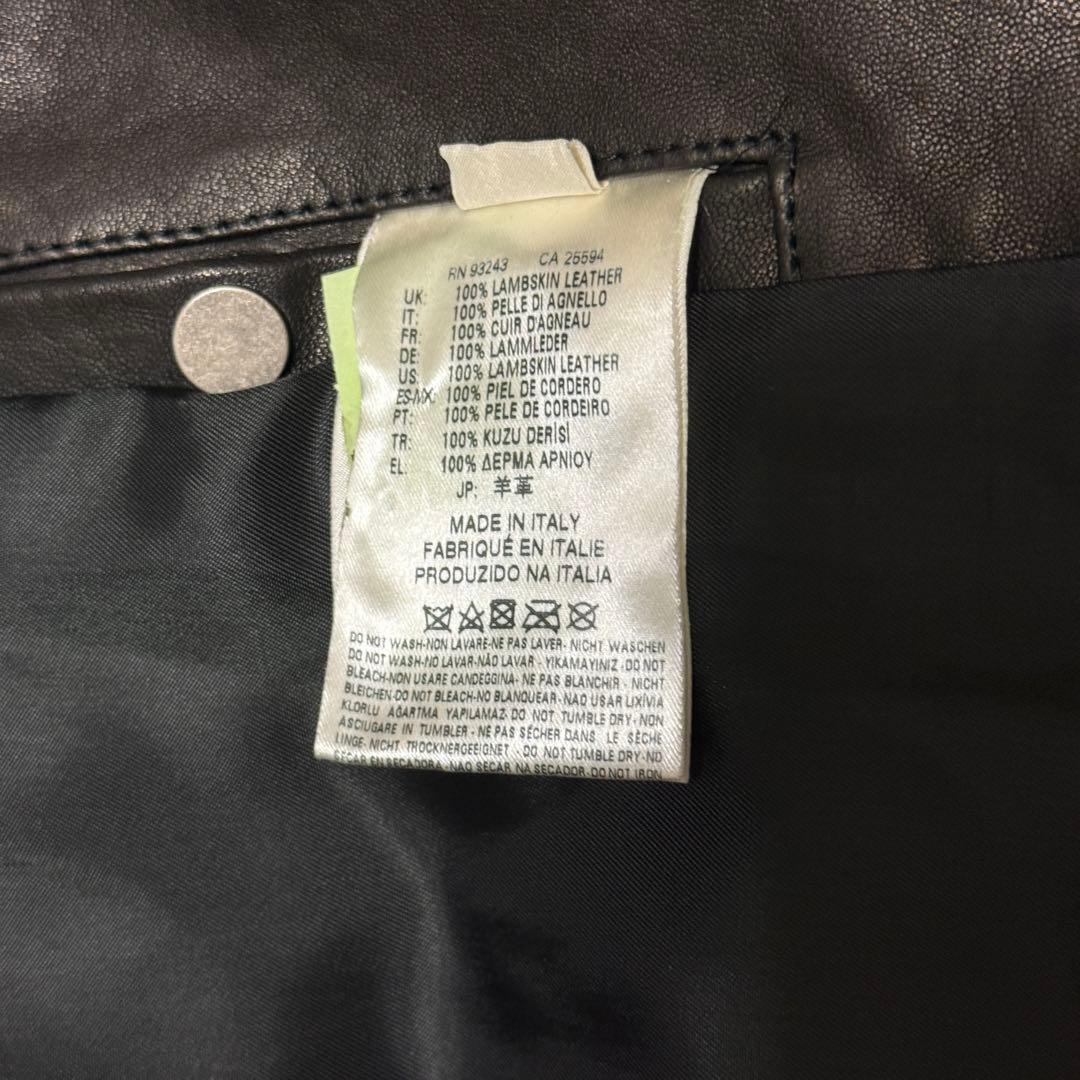 RN 93243 CA 25594
UK: 100% LAMBSKIN LEATHER
IT: 100% PELLE DI AGNELLO
FR: 100% CUIR D'AGNEAU
DE: 100% LAMMLEDER
US: 100% LAMBSKIN LEATHER
ES-MX: 100% PIEL DE CORDERO
PT: 100% PELE DE CORDEIRO
TR: 100% KUZU DERİSİ
EL: 100% ΔΕΡΜΑ ΑΡΝΙΟΥ
JP: 羊革
MADE IN ITALY
FABRIQUÉ EN ITALIE
PRODUZIDO NA ITALIA
DO NOT WASH-NON LAVARE-NE PAS LAVER- NICHT WASCHEN
DO NOT WASH-NO LAVAR-NÃO LAVAR - YIKAMAYINIZ - DO NOT
BLEACH-NON USARE CANDEGGINA- NE PAS BLANCHIR - NICHT
BLEICHEN-DO NOT BLEACH-NO BLANQUEAR-NÃO USAR LIXÍVIA
KLORLU AĞARTMA YAPILAMAZ- DO NOT TUMBLE DRY - NON
ASCIUGARE IN TUMBLER - NE PAS SÉCHER DANS LE SÈCHE
LINGE- NICHT TROCKNERGEEIGNET - DO NOT TUMBLE DRY-NO
SECAR EN SECADORA- NAO SECAR NA SECADOR-DO NOT IRON